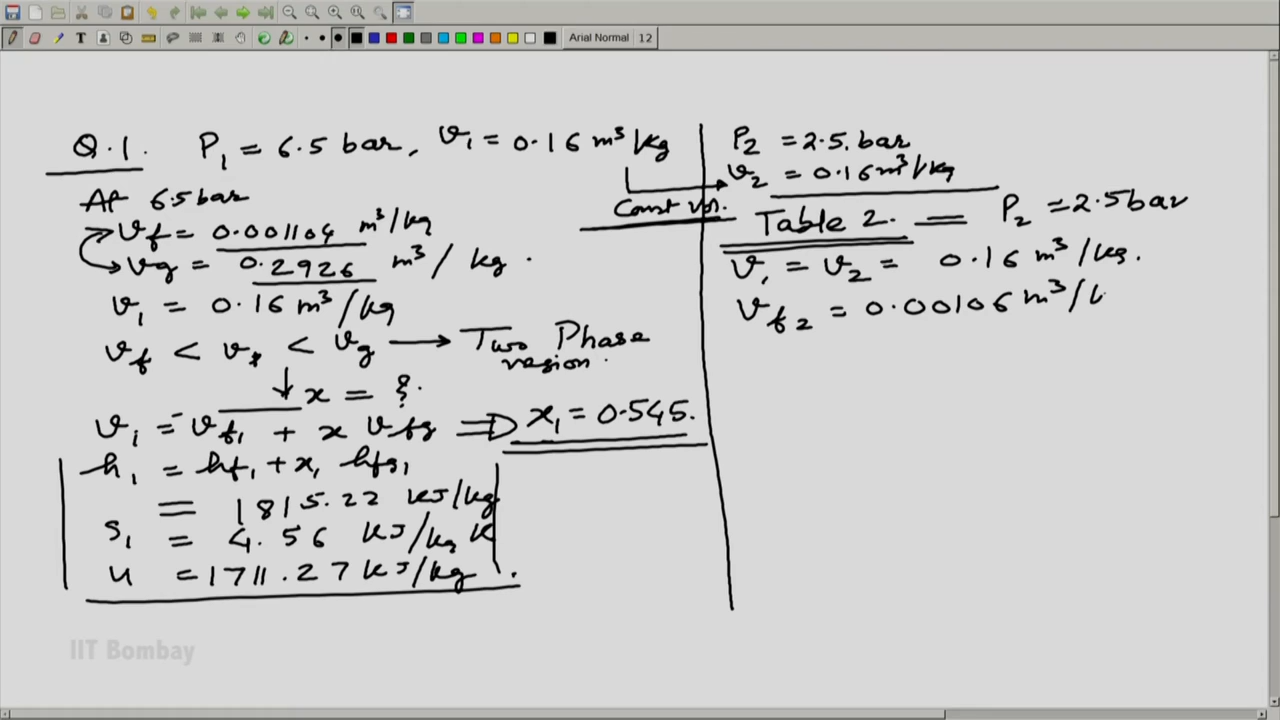 Arial Normal 12
Q.1. P₁ = 6.5 bar, v₁ = 0.16 m³/kg
At 6.5 bar
vf = 0.001104 m³/kg
vg = 0.2926 m³/kg.
v₁ = 0.16 m³/kg
vf < v₁ < vg → Two Phase
region.
↓ x = ?.
v₁ = vf₁ + x vfg ⇒ x₁ = 0.545.
h₁ = hf₁ + x₁ hfg₁
= 1815.22 kJ/kg
s₁ = 4.56 kJ/kg K
u = 1711.27 kJ/kg.
Const vol.
P₂ = 2.5 bar
v₂ = 0.16 m³/kg
Table 2. = P₂ = 2.5 bar
v₁ = v₂ = 0.16 m³/kg.
vf₂ = 0.00106 m³/
IIT Bombay